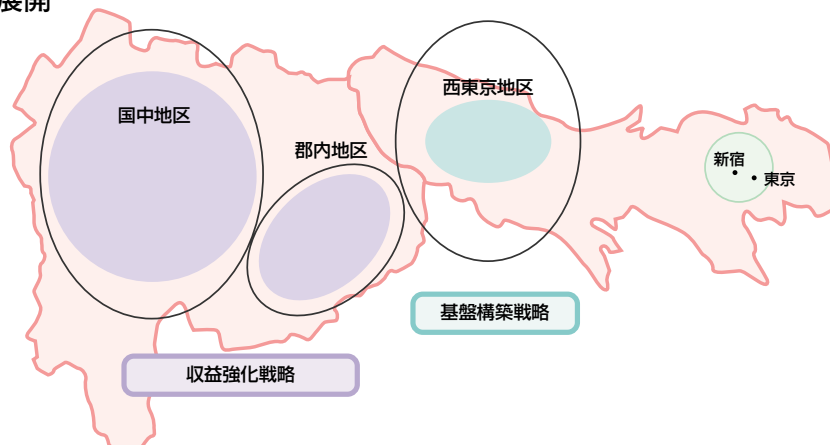 展開
国中地区
郡内地区
西東京地区
新宿
東京
基盤構築戦略
収益強化戦略